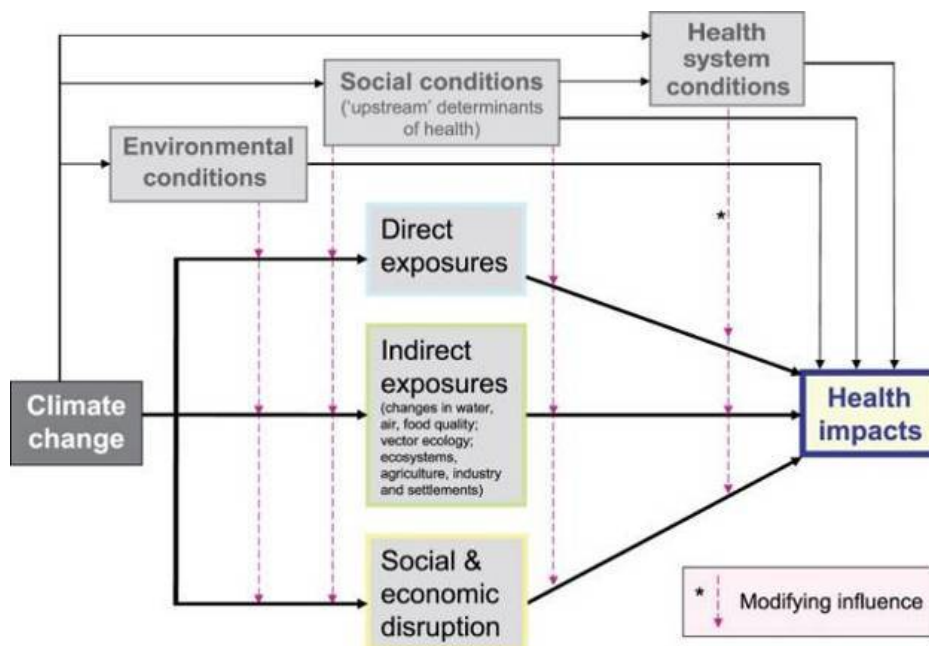 Health
system
conditions
Social conditions
(‘upstream’ determinants
of health)
Environmental
conditions
*
Direct
exposures
Indirect
exposures
(changes in water,
air, food quality;
vector ecology;
ecosystems,
agriculture, industry
and settlements)
Climate
change
Health
impacts
Social &
economic
disruption
* Modifying influence